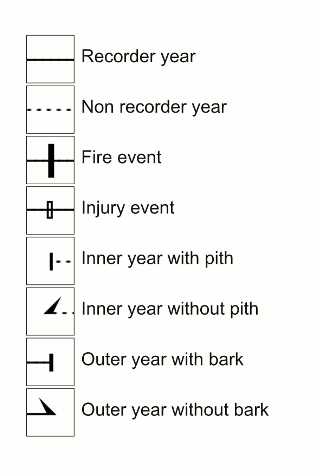 Recorder year
Non recorder year
Fire event
Injury event
Inner year with pith
Inner year without pith
Outer year with bark
Outer year without bark